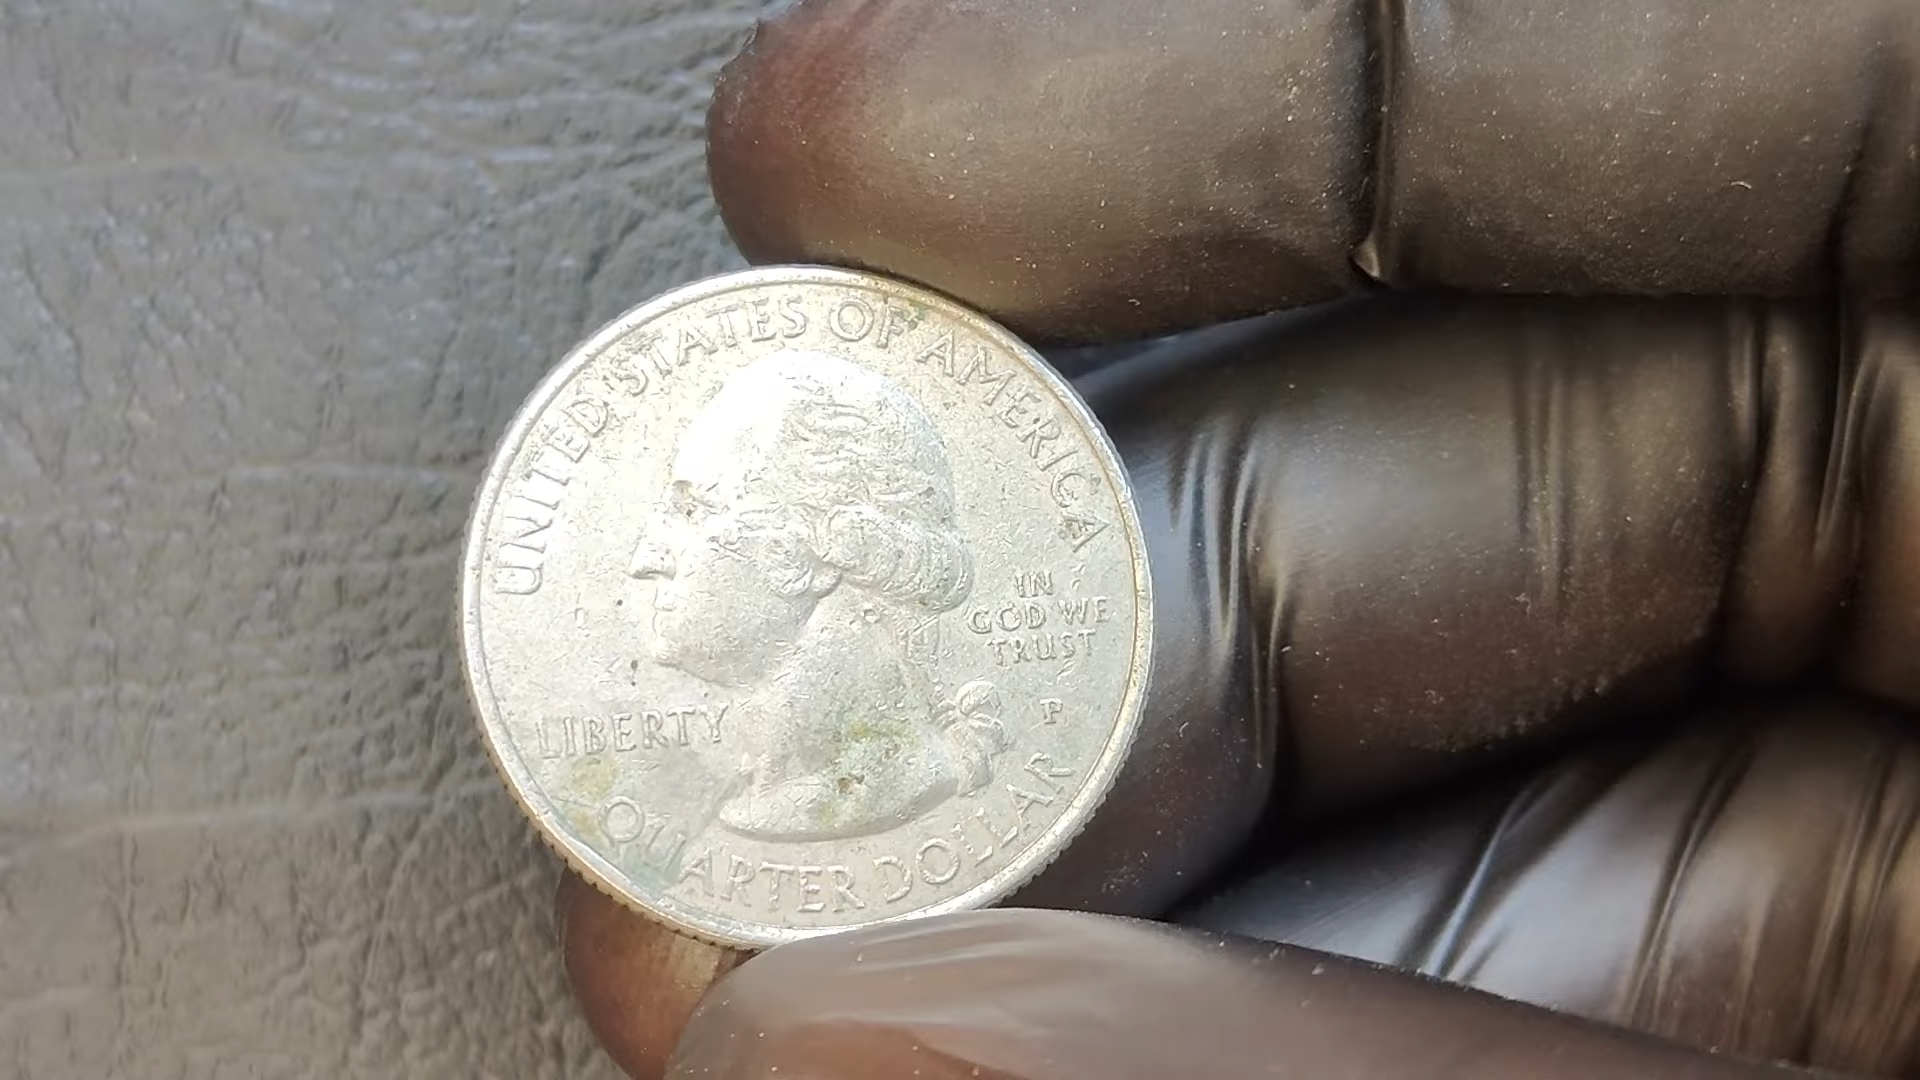 UNITED STATES OF AMERICA
IN
GOD WE
TRUST
LIBERTY
P
QUARTER DOLLAR